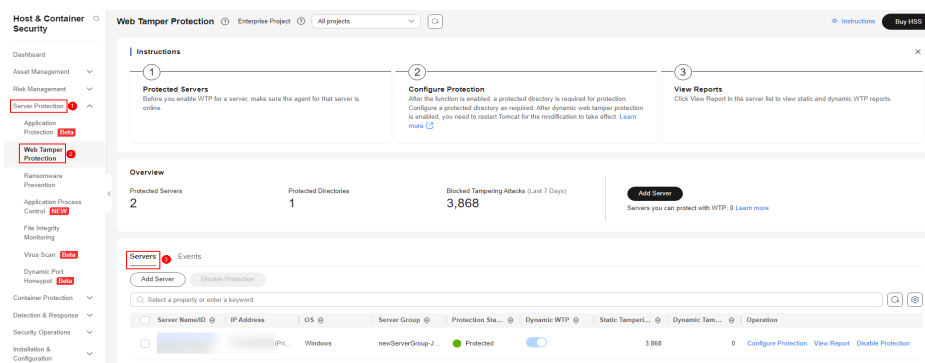 Host & Container
Security
Dashboard
Asset Management
Risk Management
Server Protection 1
Application
Protection Beta
Web Tamper
Protection 2
Ransomware
Prevention
Application Process
Control NEW
File Integrity
Monitoring
Virus Scan Beta
Dynamic Port
Honeypot Beta
Container Protection
Detection & Response
Security Operations
Installation &
Configuration
Web Tamper Protection Enterprise Project All projects Instructions Buy HSS
Instructions
1 2 3
Protected Servers
Before you enable WTP for a server, make sure the agent for that server is
online.
Configure Protection
After the function is enabled, a protected directory is required for protection.
Configure a protected directory as required. After dynamic web tamper protection
is enabled, you need to restart Tomcat for the modification to take effect. Learn
more
View Reports
Click View Report in the server list to view static and dynamic WTP reports.
Overview
Protected Servers
2
Protected Directories
1
Blocked Tampering Attacks (Last 7 Days)
3,868
Add Server
Servers you can protect with WTP: 0 Learn more
Servers 3 Events
Add Server Disable Protection
Select a property or enter a keyword.
Server Name/ID IP Address OS Server Group Protection Sta... Dynamic WTP Static Tamperi... Dynamic Tam... Operation
(Pri... Windows newServerGroup-J... Protected 3,868 0 Configure Protection View Report Disable Protection